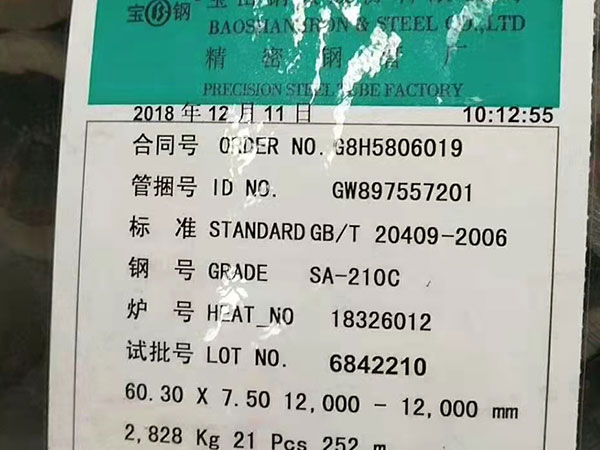 宝 钢
BAOSHAN IRON & STEEL CO.,LTD
精 密 钢 管 厂
PRECISION STEEL TUBE FACTORY
2018 年 12 月 11 日 10:12:55
合同号 ORDER NO. G8H5806019
管捆号 ID NO. GW897557201
标 准 STANDARD GB/T 20409-2006
钢 号 GRADE SA-210C
炉 号 HEAT_NO 18326012
试批号 LOT NO. 6842210
60.30 X 7.50 12,000 - 12,000 mm
2,828 Kg 21 Pcs 252 m